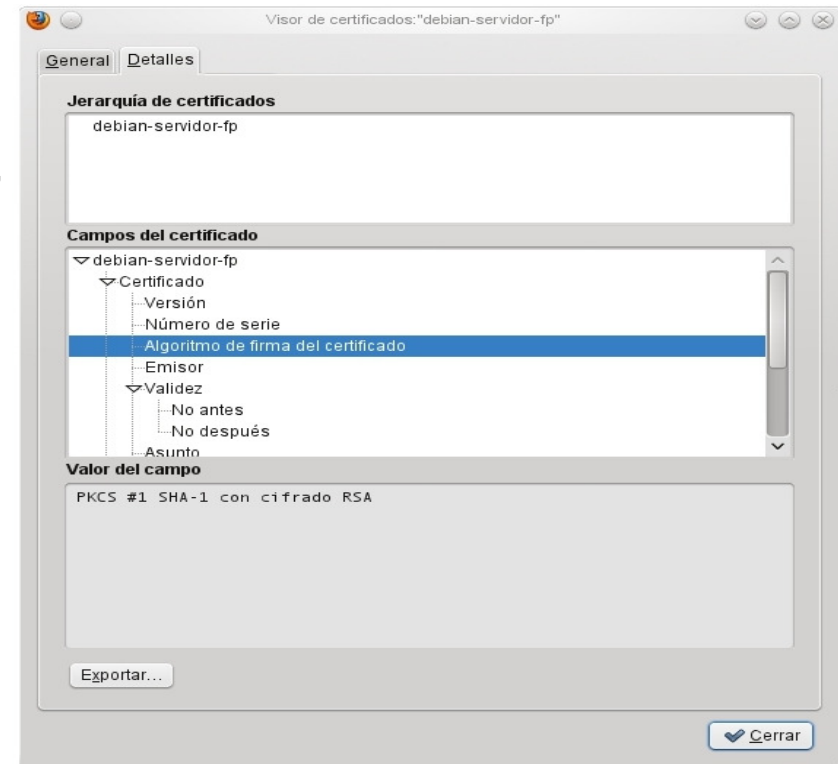 Visor de certificados:"debian-servidor-fp"
General Detalles
Jerarquía de certificados
debian-servidor-fp
Campos del certificado
debian-servidor-fp
Certificado
Versión
Número de serie
Algoritmo de firma del certificado
Emisor
Validez
No antes
No después
Asunto
Valor del campo
PKCS #1 SHA-1 con cifrado RSA
Exportar...
Cerrar